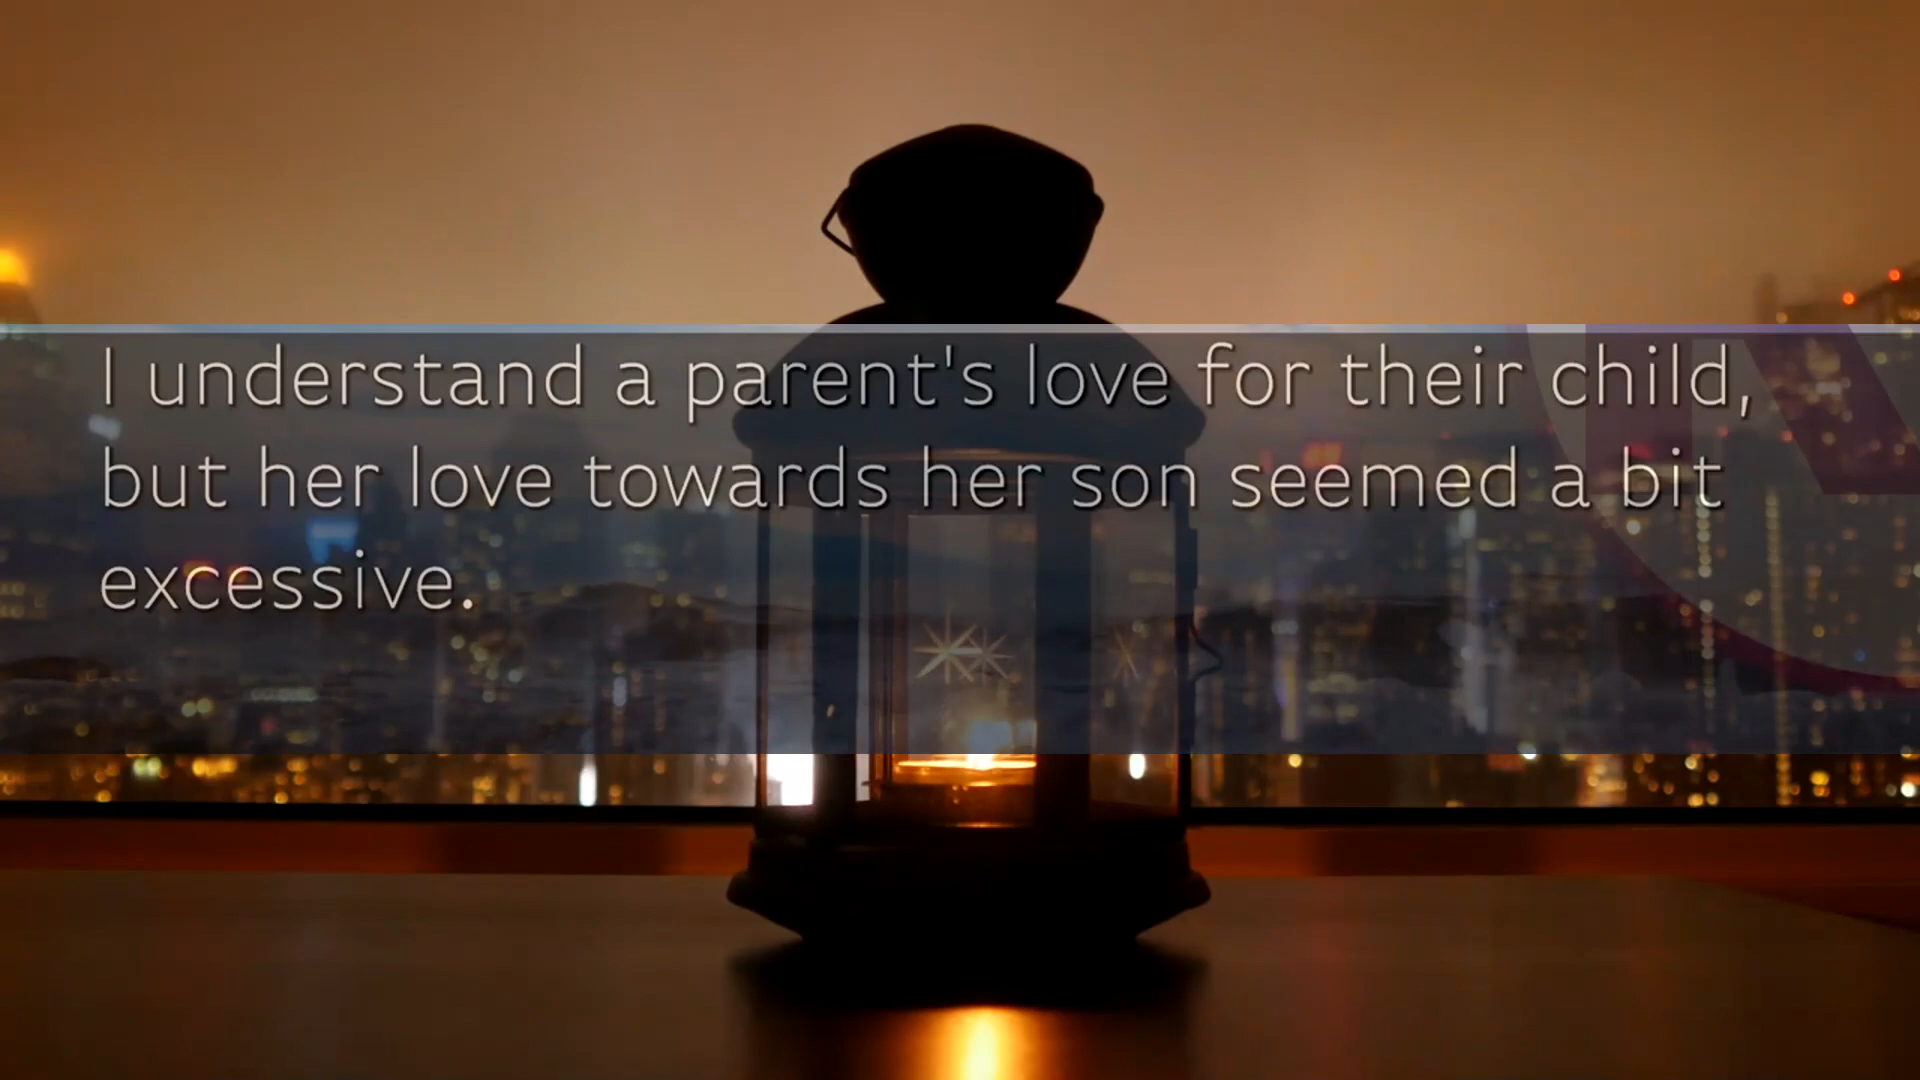 I understand a parent's love for their child,
but her love towards her son seemed a bit
excessive.